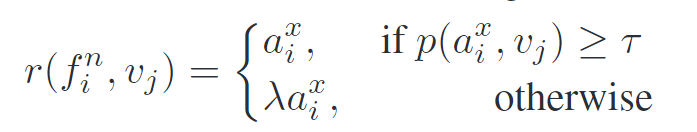 r(f_i^n, v_j) = { a_i^x, if p(a_i^x, v_j) ≥ τ
λa_i^x, otherwise